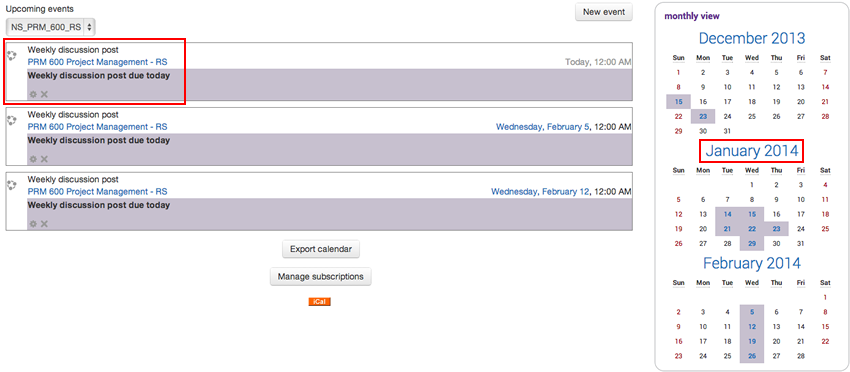 Upcoming events
New event
NS_PRM_600_RS
Weekly discussion post
PRM 600 Project Management - RS
Today, 12:00 AM
Weekly discussion post due today
Weekly discussion post
PRM 600 Project Management - RS
Wednesday, February 5, 12:00 AM
Weekly discussion post due today
Weekly discussion post
PRM 600 Project Management - RS
Wednesday, February 12, 12:00 AM
Weekly discussion post due today
Export calendar
Manage subscriptions
iCal
monthly view
December 2013
Sun Mon Tue Wed Thu Fri Sat
1 2 3 4 5 6 7
8 9 10 11 12 13 14
15 16 17 18 19 20 21
22 23 24 25 26 27 28
29 30 31
January 2014
Sun Mon Tue Wed Thu Fri Sat
1 2 3 4
5 6 7 8 9 10 11
12 13 14 15 16 17 18
19 20 21 22 23 24 25
26 27 28 29 30 31
February 2014
Sun Mon Tue Wed Thu Fri Sat
1
2 3 4 5 6 7 8
9 10 11 12 13 14 15
16 17 18 19 20 21 22
23 24 25 26 27 28